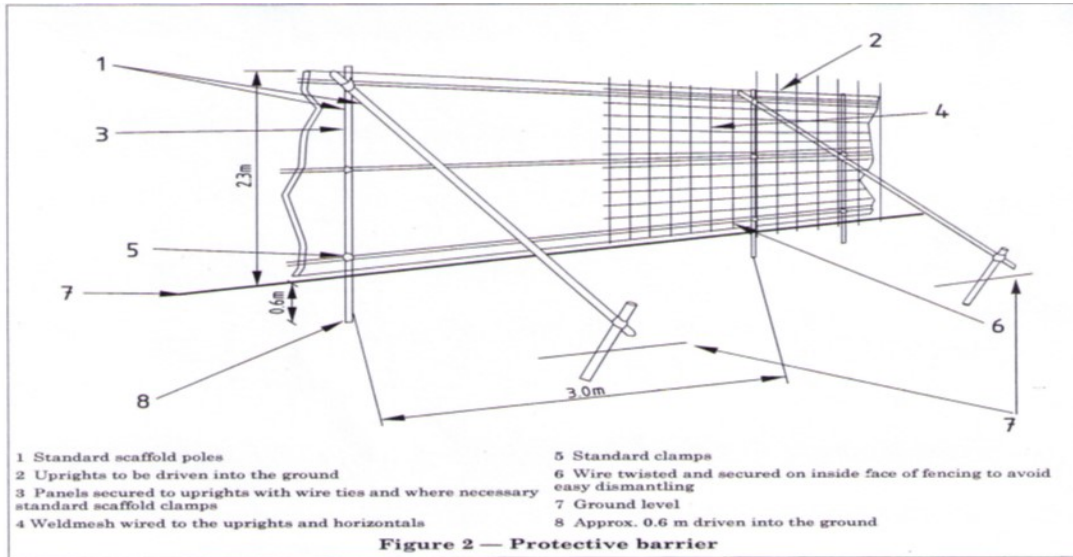 2
1
3
4
2.3m
5
7
0.6m
6
8
3.0m
7
1 Standard scaffold poles
2 Uprights to be driven into the ground
3 Panels secured to uprights with wire ties and where necessary
standard scaffold clamps
4 Weldmesh wired to the uprights and horizontals
5 Standard clamps
6 Wire twisted and secured on inside face of fencing to avoid
easy dismantling
7 Ground level
8 Approx. 0.6 m driven into the ground
Figure 2 — Protective barrier